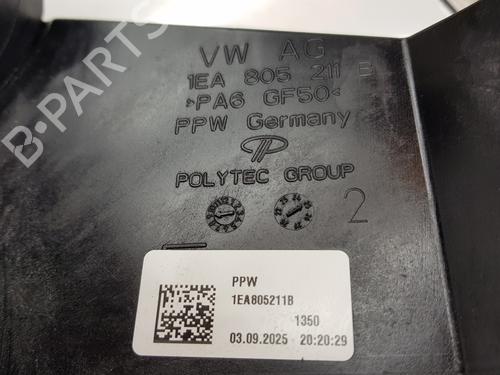 VW AG
1EA 805 211 B
>PA6 GF50<
PPW Germany
POLYTEC GROUP
2
PPW
1EA805211B
1350
03.09.2025 20:20:29
B-Parts